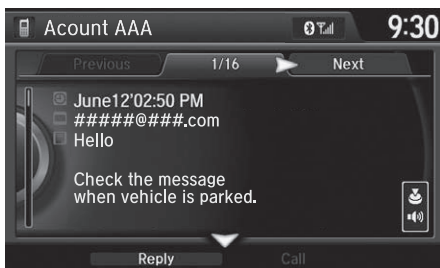 Acount AAA
9:30
Previous 1/16 Next
June12'02:50 PM
#####@###.com
Hello
Check the message
when vehicle is parked.
Reply Call